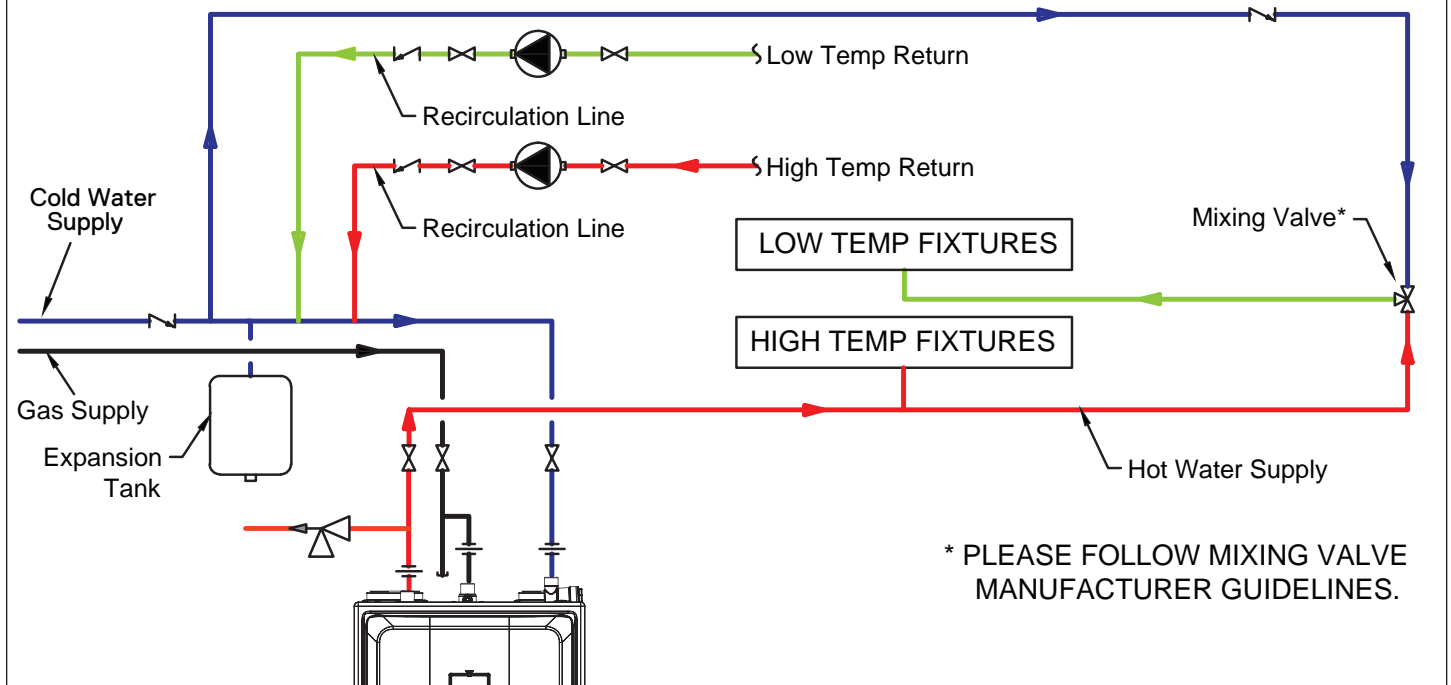 Low Temp Return
Recirculation Line
High Temp Return
Recirculation Line
Cold Water
Supply
Mixing Valve*
LOW TEMP FIXTURES
HIGH TEMP FIXTURES
Gas Supply
Expansion
Tank
Hot Water Supply
* PLEASE FOLLOW MIXING VALVE
MANUFACTURER GUIDELINES.